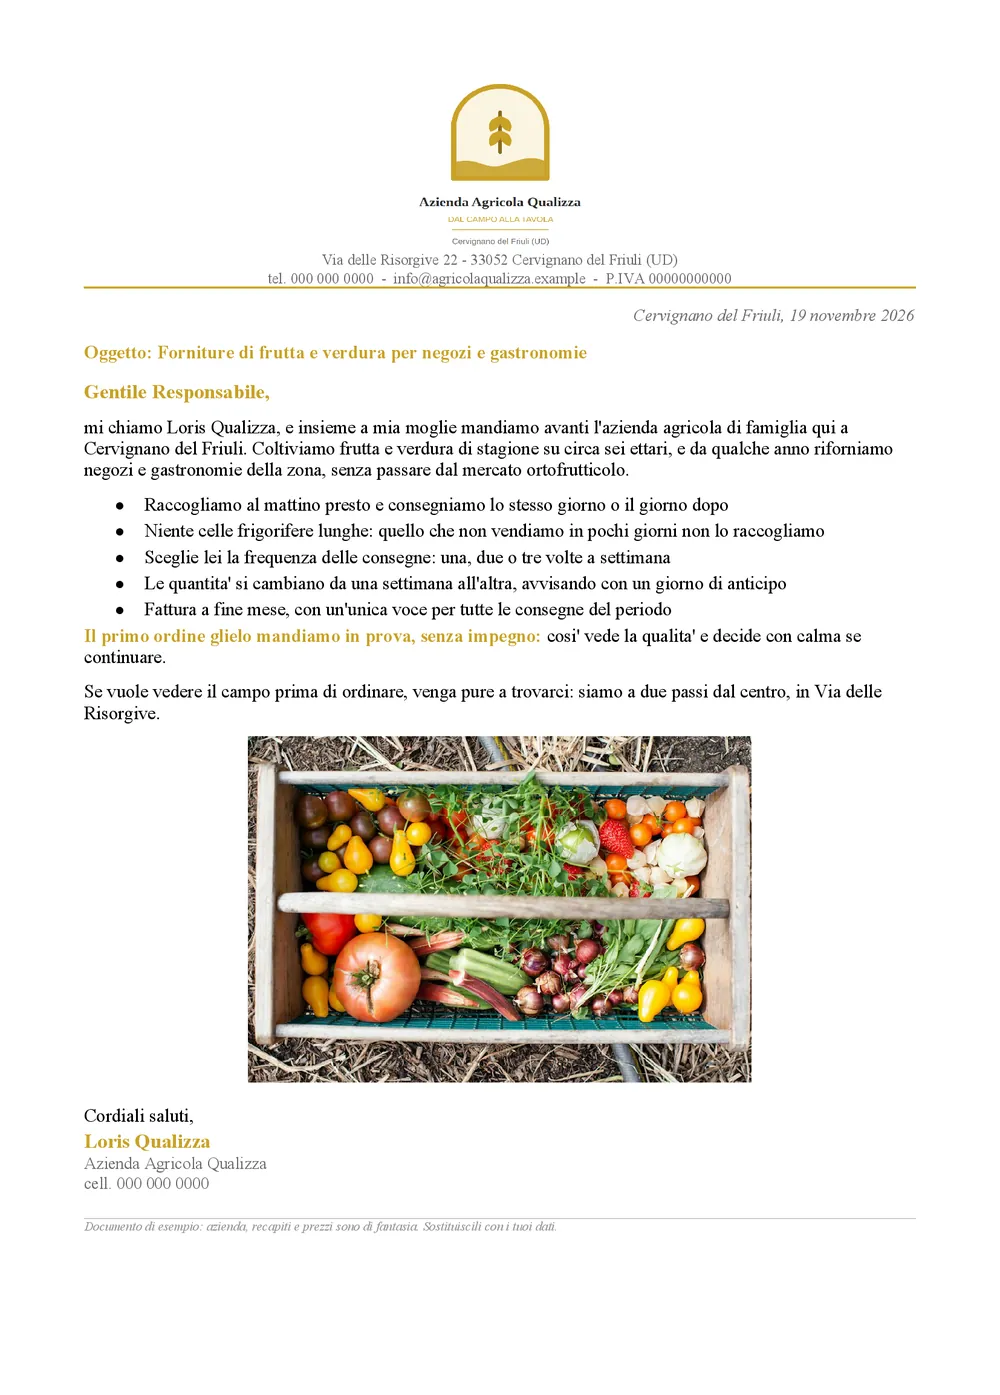 Azienda Agricola Qualizza
DAL CAMPO ALLA TAVOLA
Cervignano del Friuli (UD)
Via delle Risorgive 22 - 33052 Cervignano del Friuli (UD)
tel. 000 000 0000 - info@agricolaqualizza.example - P.IVA 00000000000
Cervignano del Friuli, 19 novembre 2026
Oggetto: Forniture di frutta e verdura per negozi e gastronomie
Gentile Responsabile,
mi chiamo Loris Qualizza, e insieme a mia moglie mandiamo avanti l'azienda agricola di famiglia qui a
Cervignano del Friuli. Coltiviamo frutta e verdura di stagione su circa sei ettari, e da qualche anno riforniamo
negozi e gastronomie della zona, senza passare dal mercato ortofrutticolo.
● Raccogliamo al mattino presto e consegniamo lo stesso giorno o il giorno dopo
● Niente celle frigorifere lunghe: quello che non vendiamo in pochi giorni non lo raccogliamo
● Sceglie lei la frequenza delle consegne: una, due o tre volte a settimana
● Le quantita' si cambiano da una settimana all'altra, avvisando con un giorno di anticipo
● Fattura a fine mese, con un'unica voce per tutte le consegne del periodo
Il primo ordine glielo mandiamo in prova, senza impegno: cosi' vede la qualita' e decide con calma se
continuare.
Se vuole vedere il campo prima di ordinare, venga pure a trovarci: siamo a due passi dal centro, in Via delle
Risorgive.
Cordiali saluti,
Loris Qualizza
Azienda Agricola Qualizza
cell. 000 000 0000
Documento di esempio: azienda, recapiti e prezzi sono di fantasia. Sostituiscili con i tuoi dati.